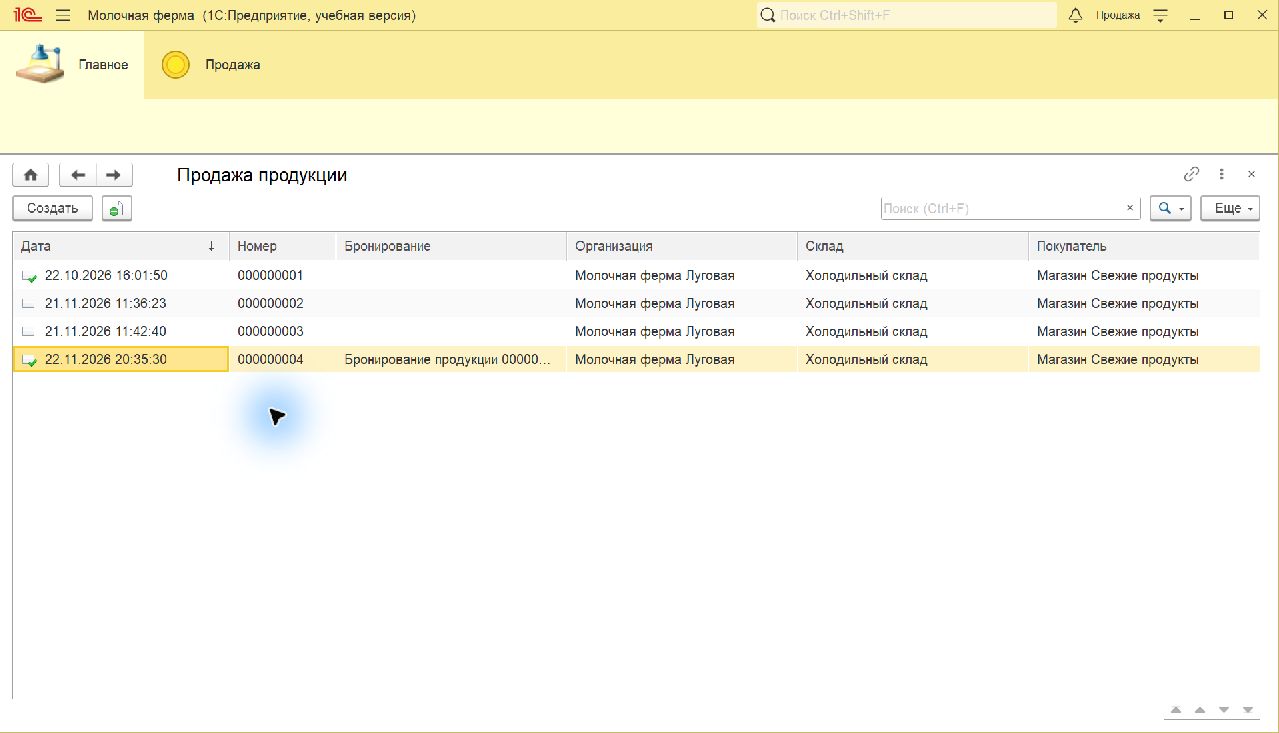 1С Молочная ферма (1С:Предприятие, учебная версия) Поиск Ctrl+Shift+F Продажа
Главное Продажа
Продажа продукции
Создать Поиск (Ctrl+F) × Еще
Дата ↓ Номер Бронирование Организация Склад Покупатель
22.10.2026 16:01:50 000000001 Молочная ферма Луговая Холодильный склад Магазин Свежие продукты
21.11.2026 11:36:23 000000002 Молочная ферма Луговая Холодильный склад Магазин Свежие продукты
21.11.2026 11:42:40 000000003 Молочная ферма Луговая Холодильный склад Магазин Свежие продукты
22.11.2026 20:35:30 000000004 Бронирование продукции 00000... Молочная ферма Луговая Холодильный склад Магазин Свежие продукты